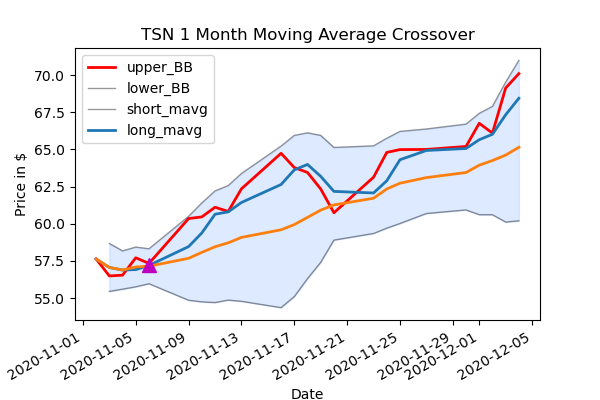 TSN 1 Month Moving Average Crossover
upper_BB
lower_BB
short_mavg
long_mavg
Price in $
70.0
67.5
65.0
62.5
60.0
57.5
55.0
2020-11-01
2020-11-05
2020-11-09
2020-11-13
2020-11-17
2020-11-21
2020-11-25
2020-11-29
2020-12-01
2020-12-05
Date